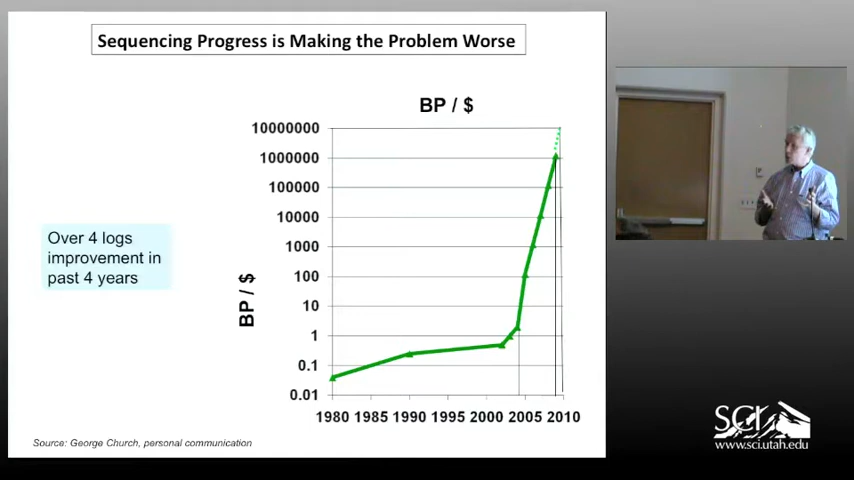 Sequencing Progress is Making the Problem Worse
BP / $
10000000
1000000
100000
10000
1000
100
10
1
0.1
0.01
BP / $
1980 1985 1990 1995 2000 2005 2010
Over 4 logs
improvement in
past 4 years
Source: George Church, personal communication
SCI
www.sci.utah.edu